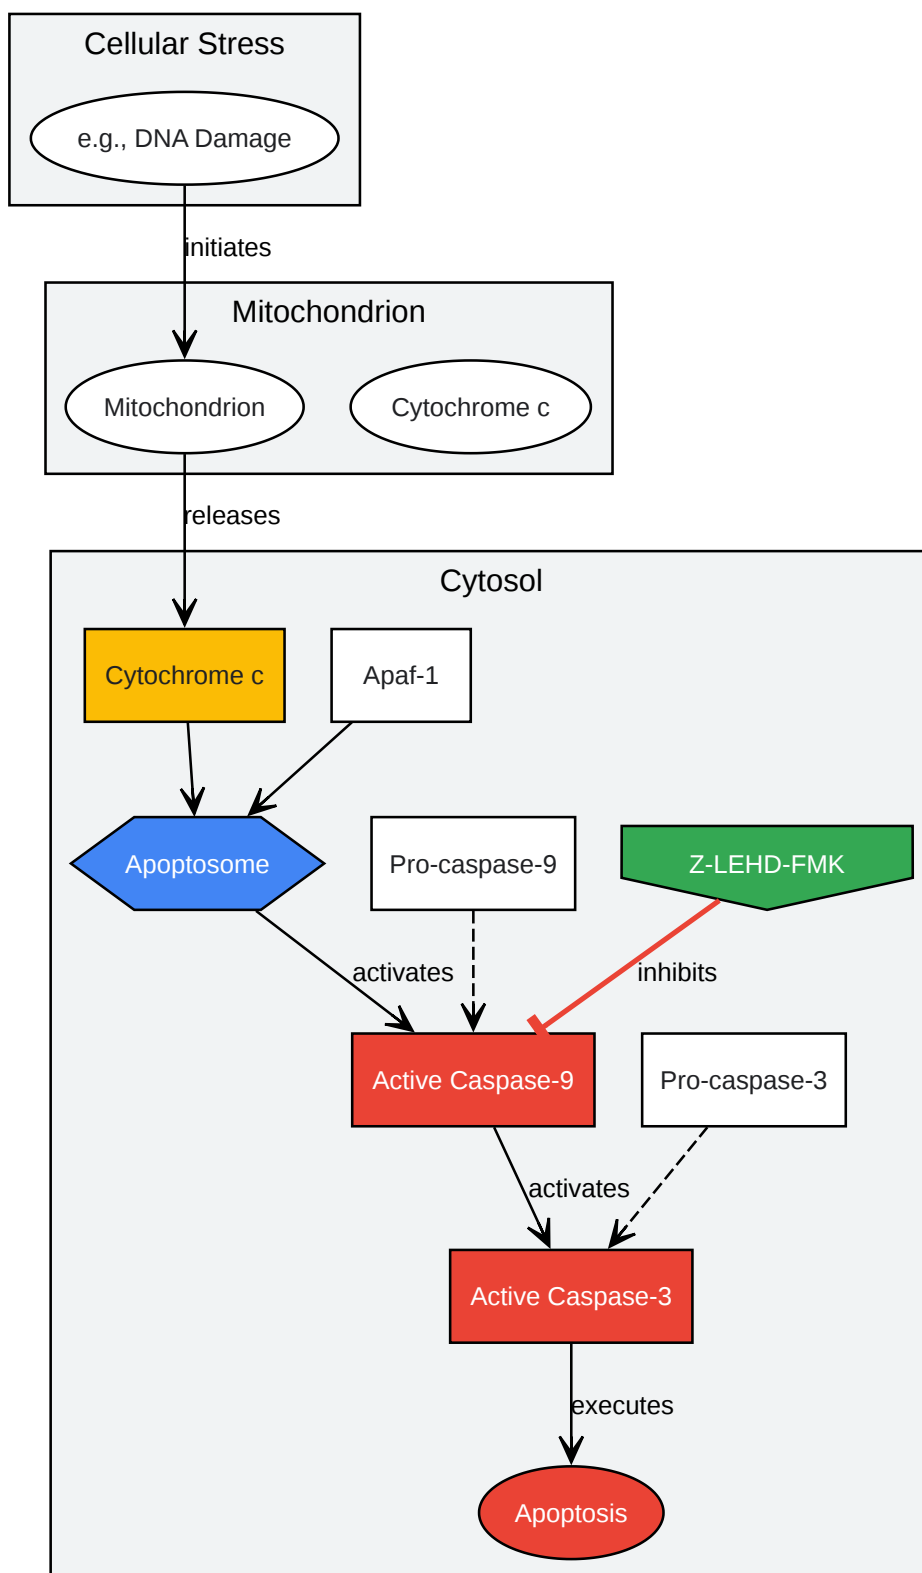 Cellular Stress
e.g., DNA Damage
initiates
Mitochondrion
Mitochondrion
Cytochrome c
releases
Cytosol
Cytochrome c
Apaf-1
Apoptosome
Pro-caspase-9
Z-LEHD-FMK
activates
inhibits
Active Caspase-9
Pro-caspase-3
activates
Active Caspase-3
executes
Apoptosis